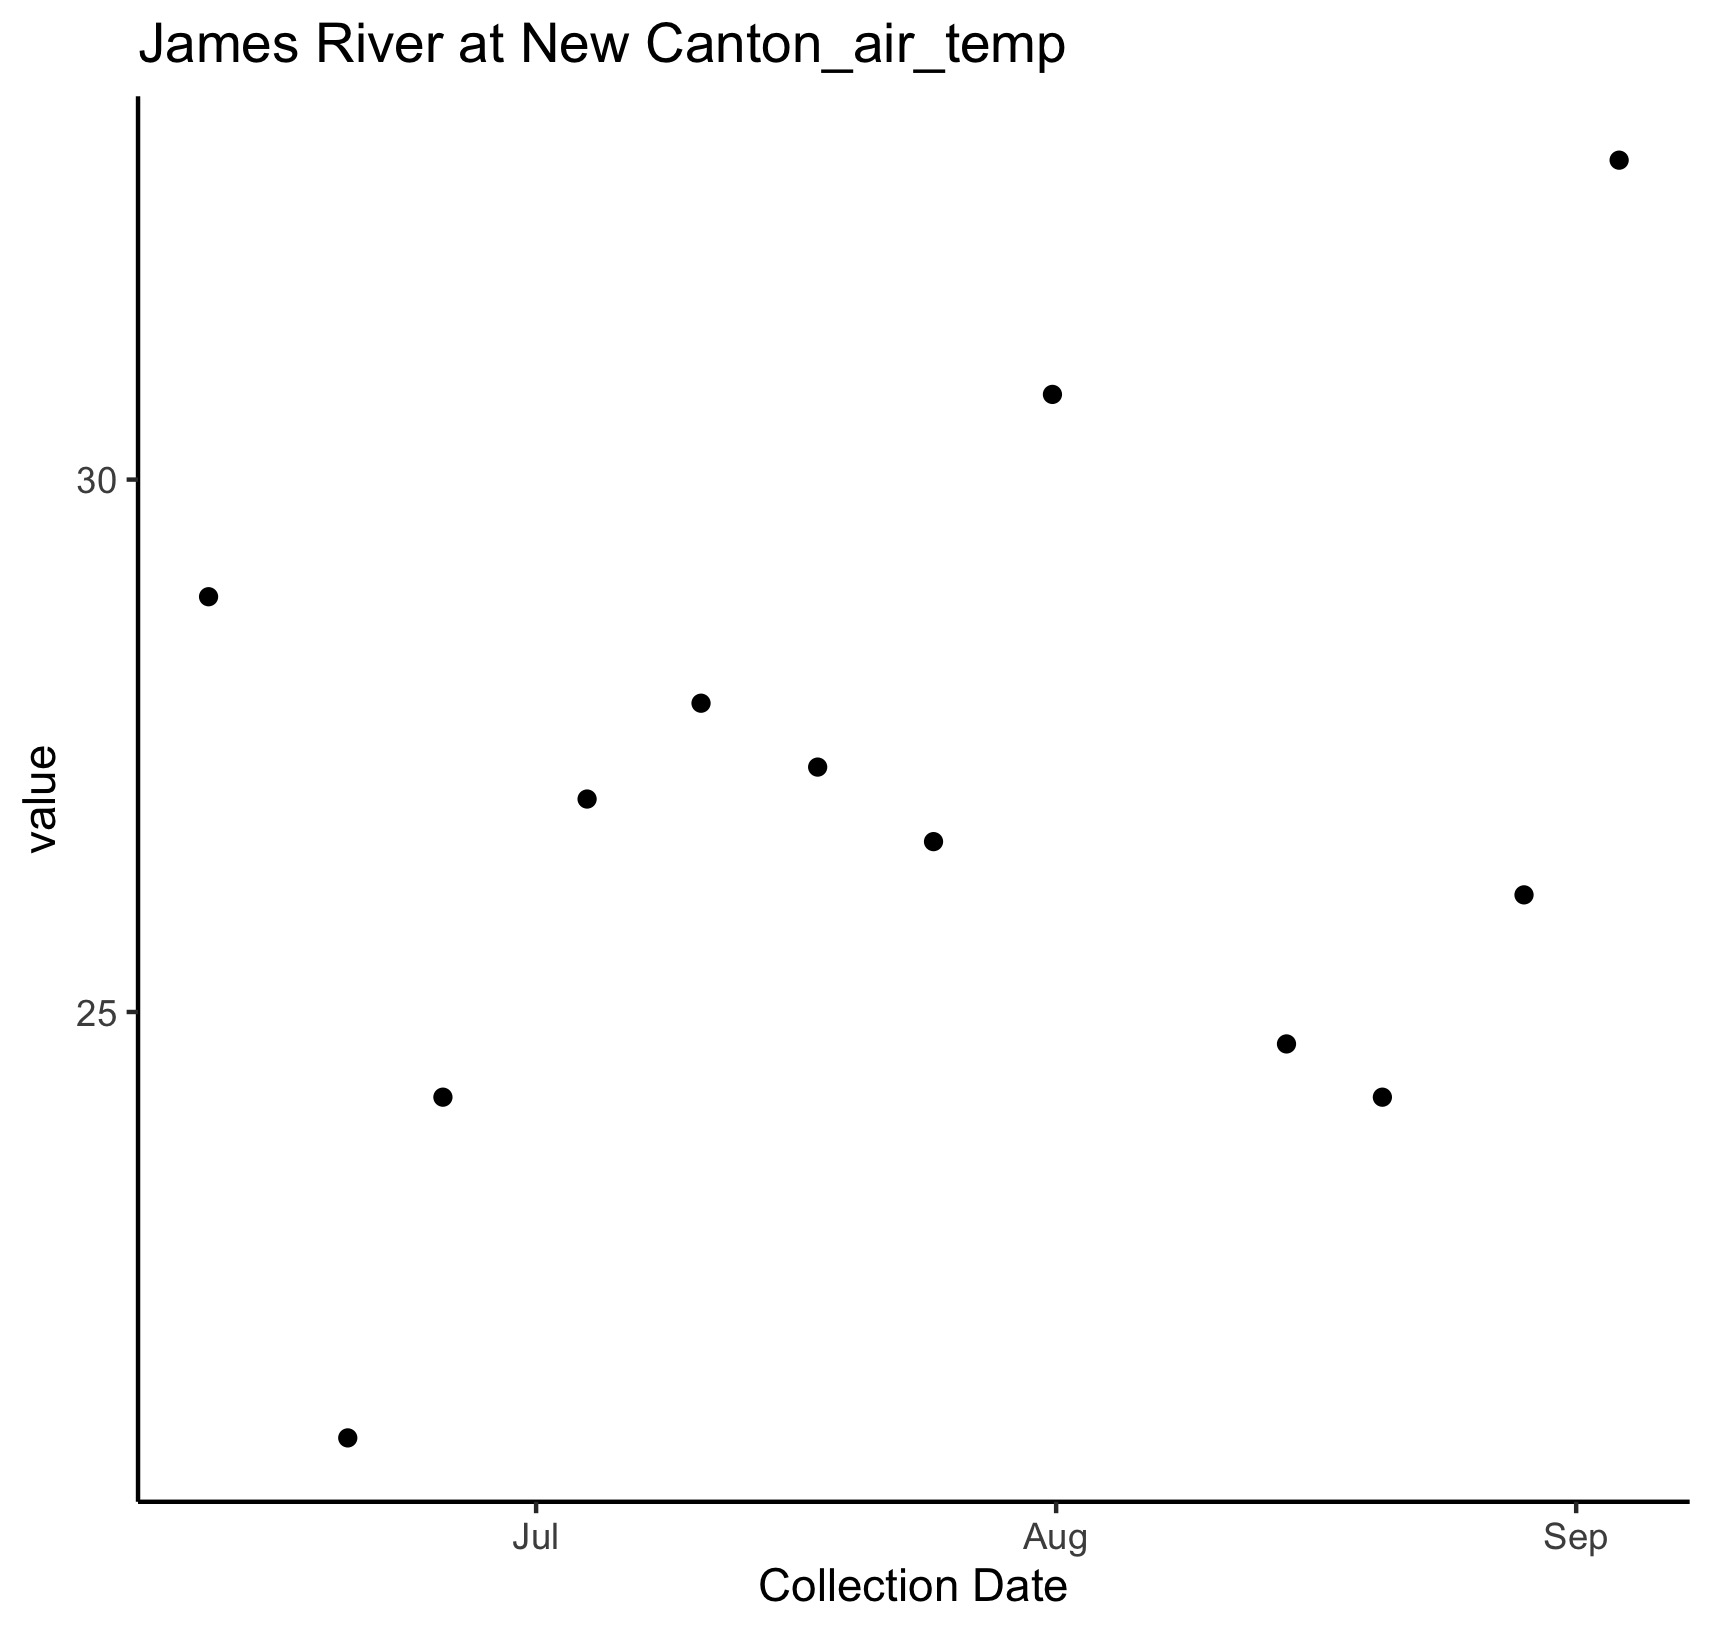 James River at New Canton_air_temp
30
25
value
Jul
Aug
Sep
Collection Date